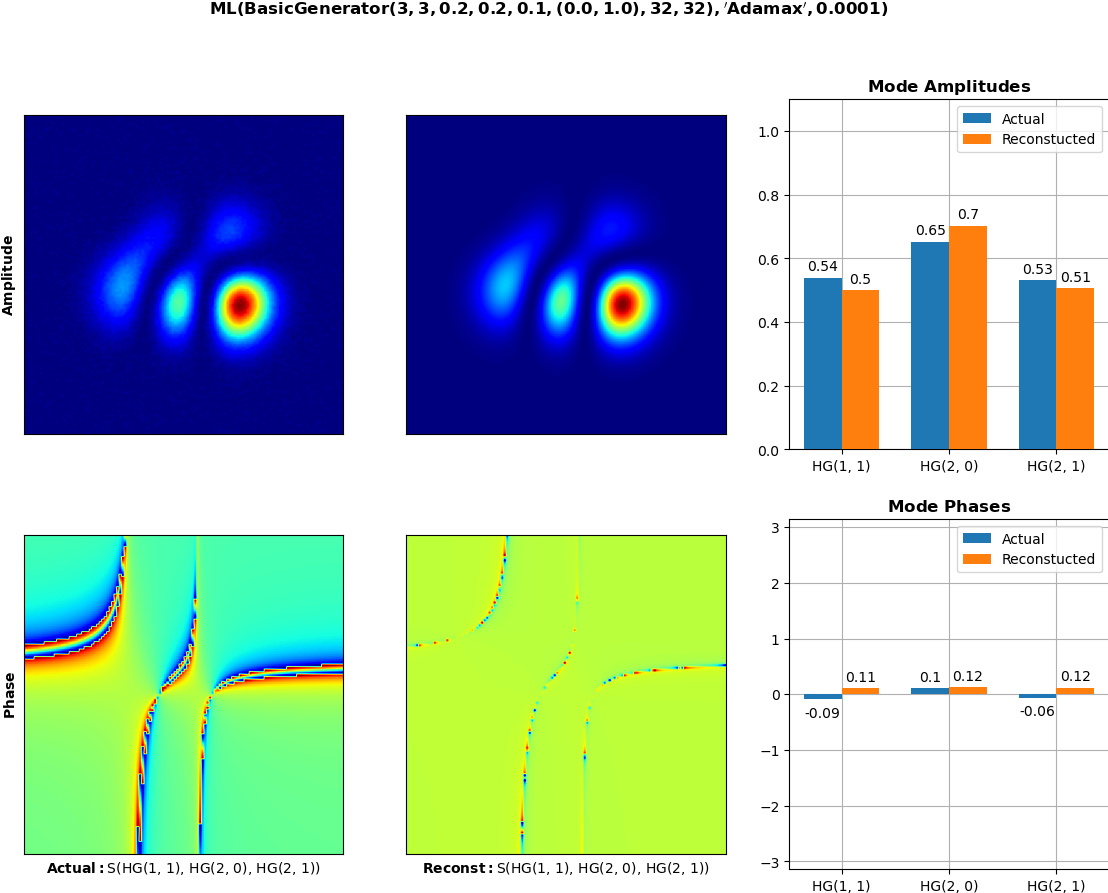 ML(BasicGenerator(3, 3, 0.2, 0.2, 0.1, (0.0, 1.0), 32, 32), 'Adamax', 0.0001)
Amplitude
Mode Amplitudes
Actual
Reconstucted
1.0
0.8
0.6
0.4
0.2
0.0
0.54
0.5
0.65
0.7
0.53
0.51
HG(1, 1)
HG(2, 0)
HG(2, 1)
Phase
Actual: S(HG(1, 1), HG(2, 0), HG(2, 1))
Reconst: S(HG(1, 1), HG(2, 0), HG(2, 1))
Mode Phases
Actual
Reconstucted
3
2
1
0
−1
−2
−3
-0.09
0.11
0.1
0.12
-0.06
0.12
HG(1, 1)
HG(2, 0)
HG(2, 1)